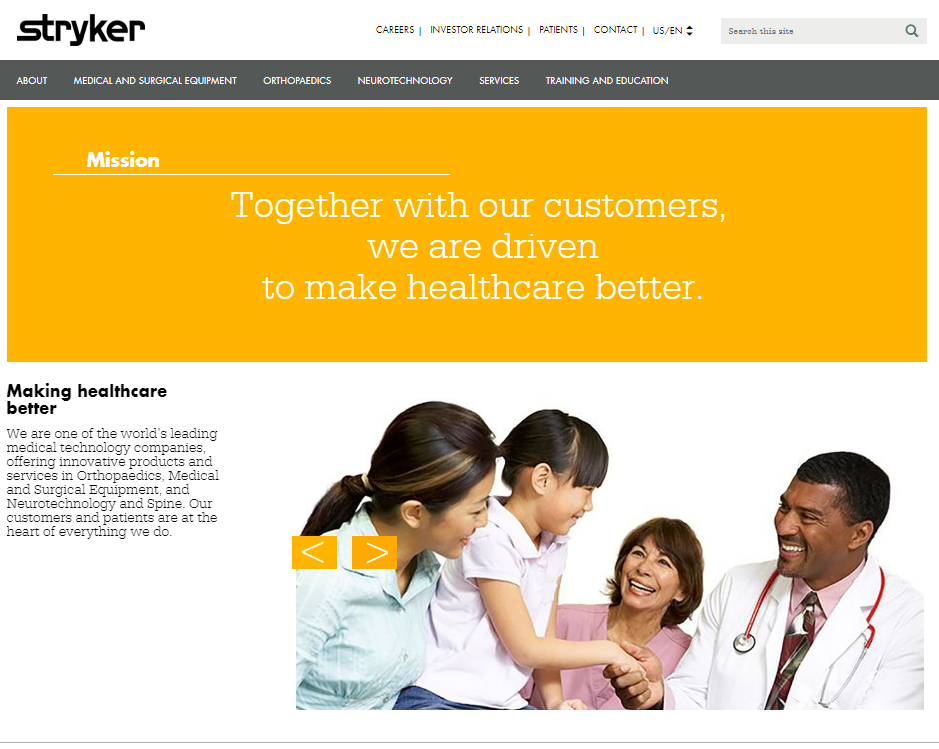 stryker
CAREERS | INVESTOR RELATIONS | PATIENTS | CONTACT | US/EN
Search this site
ABOUT MEDICAL AND SURGICAL EQUIPMENT ORTHOPAEDICS NEUROTECHNOLOGY SERVICES TRAINING AND EDUCATION
Mission
Together with our customers,
we are driven
to make healthcare better.
Making healthcare
better
We are one of the world's leading
medical technology companies,
offering innovative products and
services in Orthopaedics, Medical
and Surgical Equipment, and
Neurotechnology and Spine. Our
customers and patients are at the
heart of everything we do.
< >